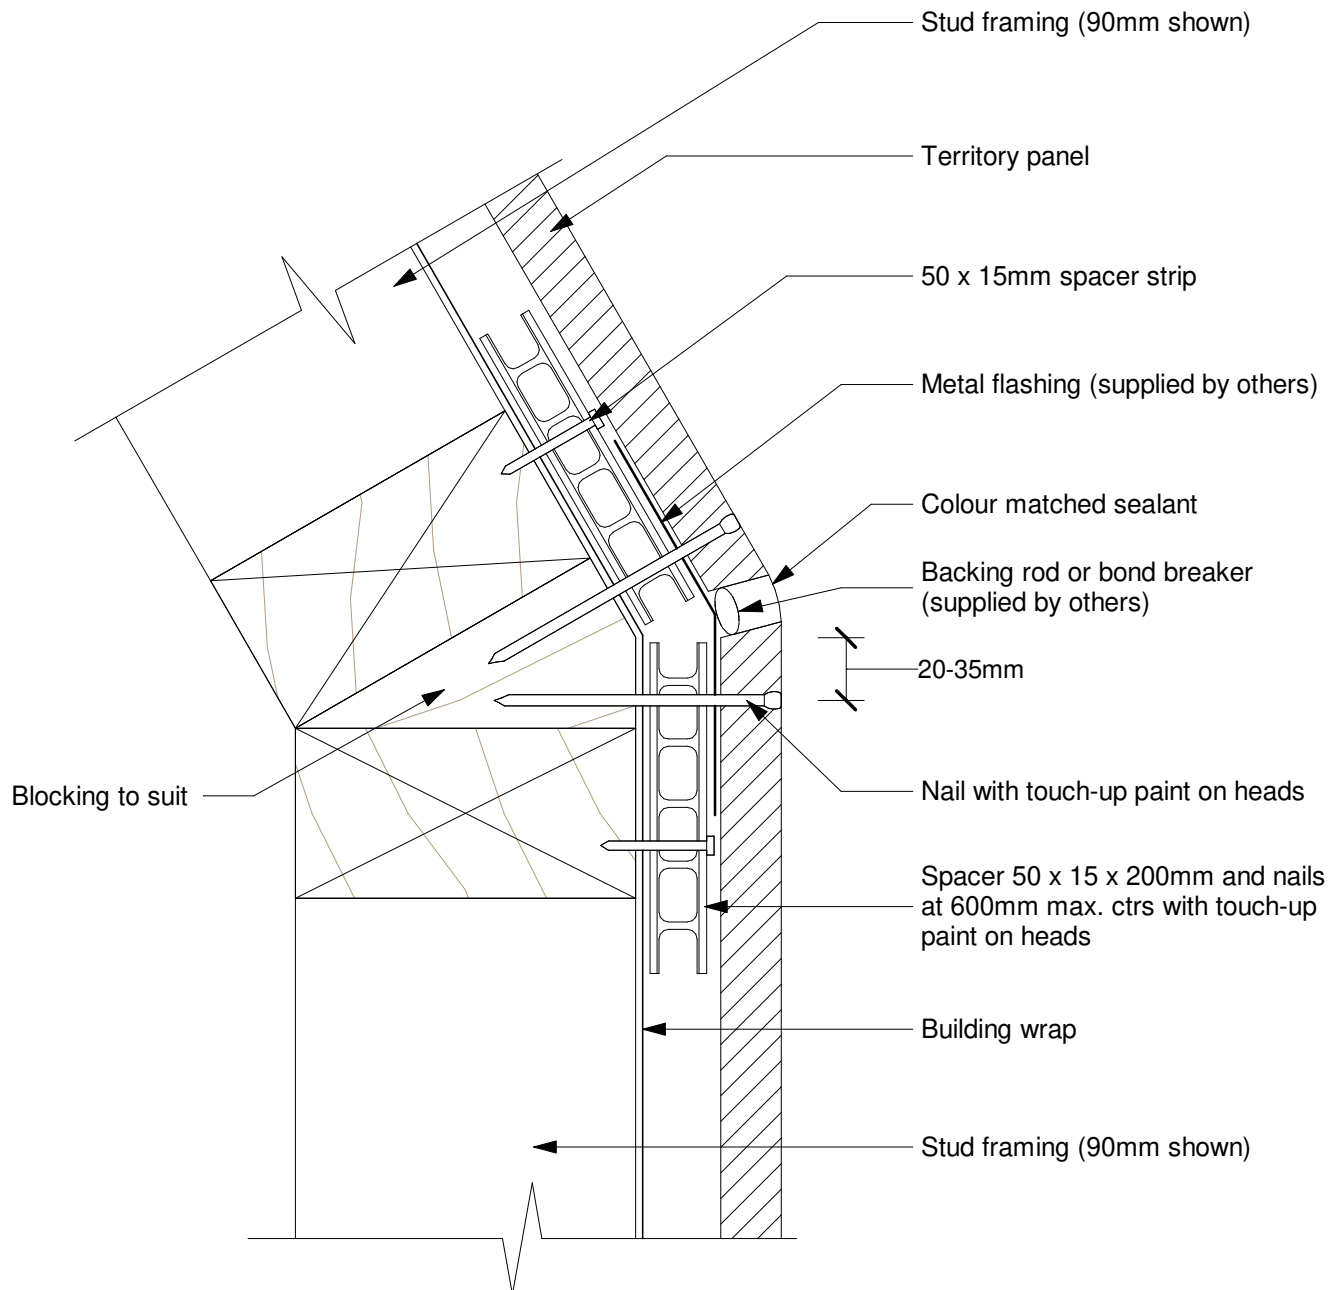 Stud framing (90mm shown)
Territory panel
50 x 15mm spacer strip
Metal flashing (supplied by others)
Colour matched sealant
Backing rod or bond breaker
(supplied by others)
20-35mm
Blocking to suit
Nail with touch-up paint on heads
Spacer 50 x 15 x 200mm and nails
at 600mm max. ctrs with touch-up
paint on heads
Building wrap
Stud framing (90mm shown)